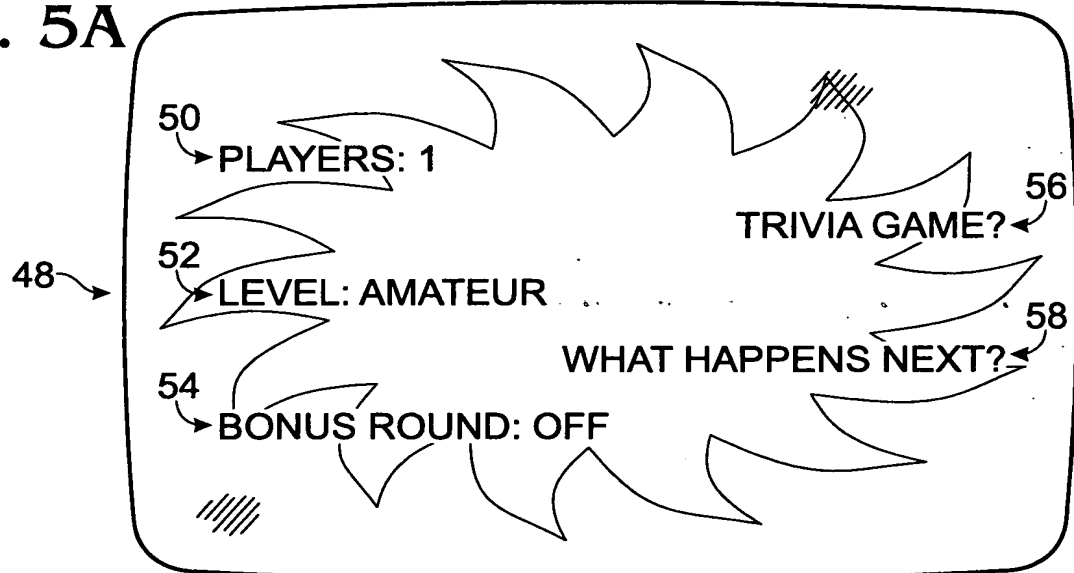 . 5A
50
PLAYERS: 1
56
TRIVIA GAME?
52
48
LEVEL: AMATEUR
58
WHAT HAPPENS NEXT?
54
BONUS ROUND: OFF